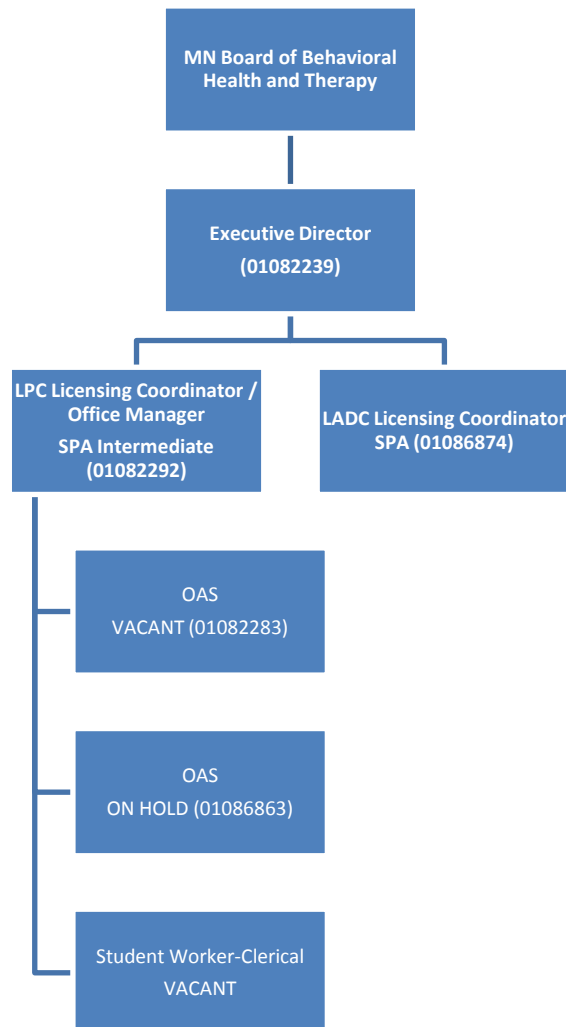 MN Board of Behavioral
Health and Therapy
Executive Director
(01082239)
LPC Licensing Coordinator /
Office Manager
SPA Intermediate
(01082292)
LADC Licensing Coordinator
SPA (01086874)
OAS
VACANT (01082283)
OAS
ON HOLD (01086863)
Student Worker-Clerical
VACANT